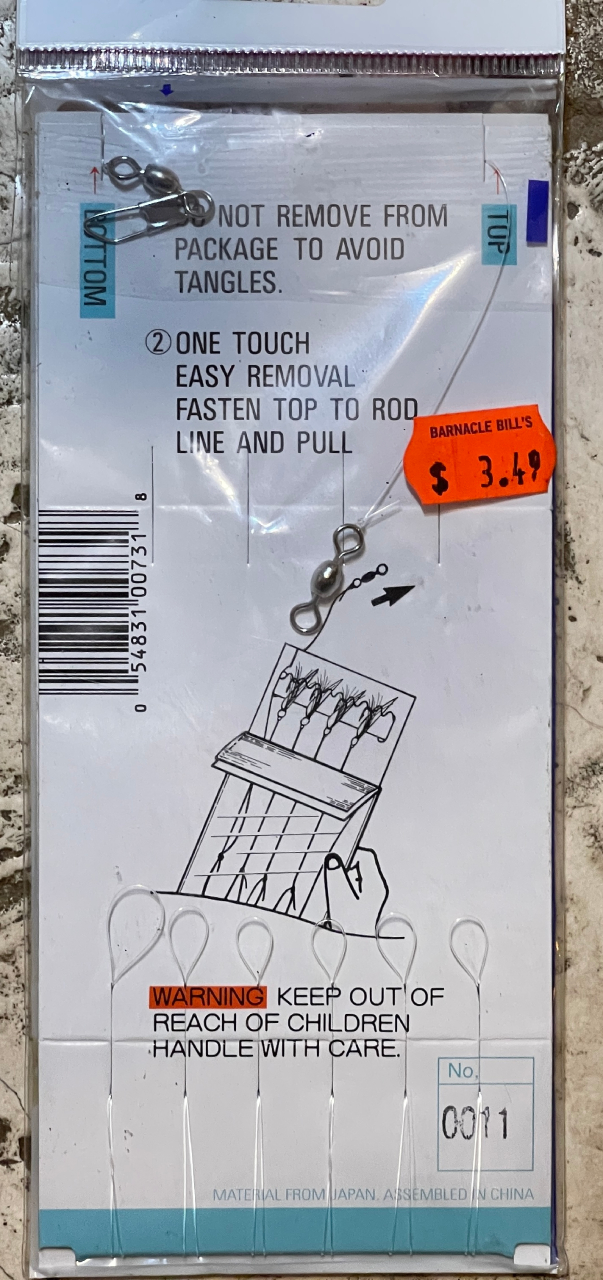 BOTTOM
TOP
NOT REMOVE FROM
PACKAGE TO AVOID
TANGLES.
② ONE TOUCH
EASY REMOVAL
FASTEN TOP TO ROD
LINE AND PULL
BARNACLE BILL'S
$ 3.49
0 54831 00731 8
WARNING KEEP OUT OF
REACH OF CHILDREN
HANDLE WITH CARE.
No.
0011
MATERIAL FROM JAPAN. ASSEMBLED IN CHINA